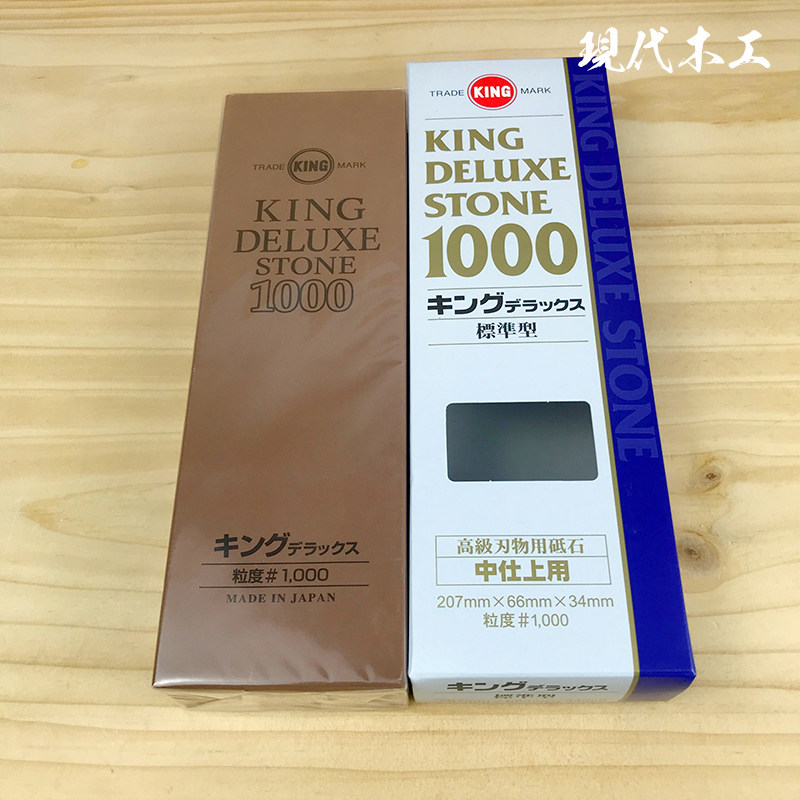 現代木工
TRADE KING MARK
KING
DELUXE
STONE
1000
キングデラックス
粒度#1,000
MADE IN JAPAN
TRADE KING MARK
KING
DELUXE
STONE
1000
キングデラックス
標準型
高級刃物用砥石
中仕上用
207mm×66mm×34mm
粒度#1,000
KING DELUXE STONE
キングデラックス
標準型